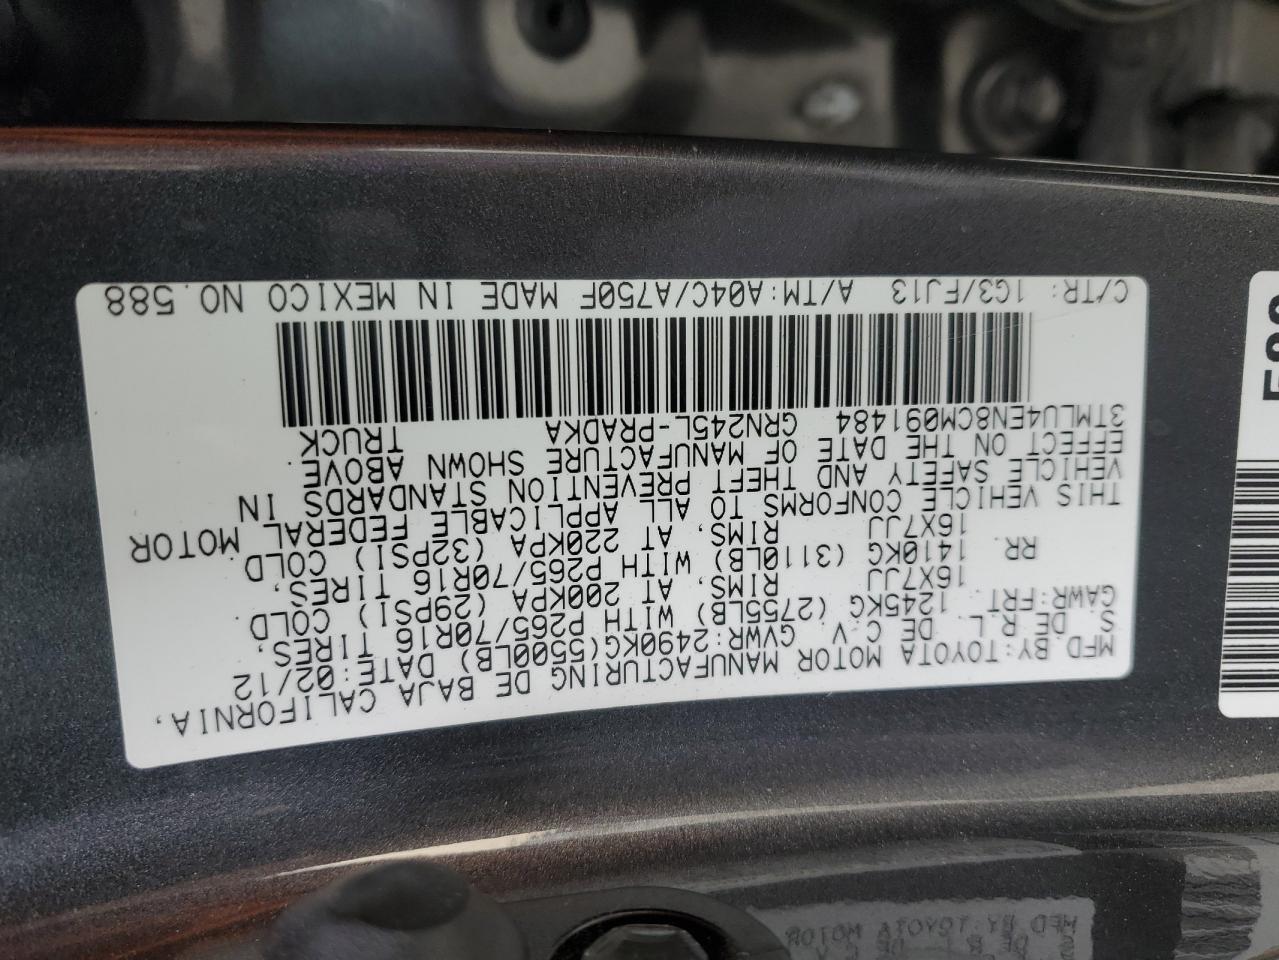 MFD BY:TOYOTA MOTOR MANUFACTURING DE BAJA CALIFORNIA,
S. DE R.L. DE C.V. GVWR:2490KG(5500LB) DATE:02/12
GAWR:FRT. 1245KG (2755LB) WITH P265/70R16 TIRES,
16X7JJ RIMS, AT 200KPA (29PSI) COLD.
RR. 1410KG (3110LB) WITH P265/70R16 TIRES,
16X7JJ RIMS, AT 220KPA (32PSI) COLD.
THIS VEHICLE CONFORMS TO ALL APPLICABLE FEDERAL MOTOR
VEHICLE SAFETY AND THEFT PREVENTION STANDARDS IN
EFFECT ON THE DATE OF MANUFACTURE SHOWN ABOVE.
3TMLU4EN8CM091484 GRN245L-PRADKA TRUCK
C/TR: 1G3/FJ13 A/TM:A04C/A750F MADE IN MEXICO NO.588
MFD BY:TOYOTA MOTOR